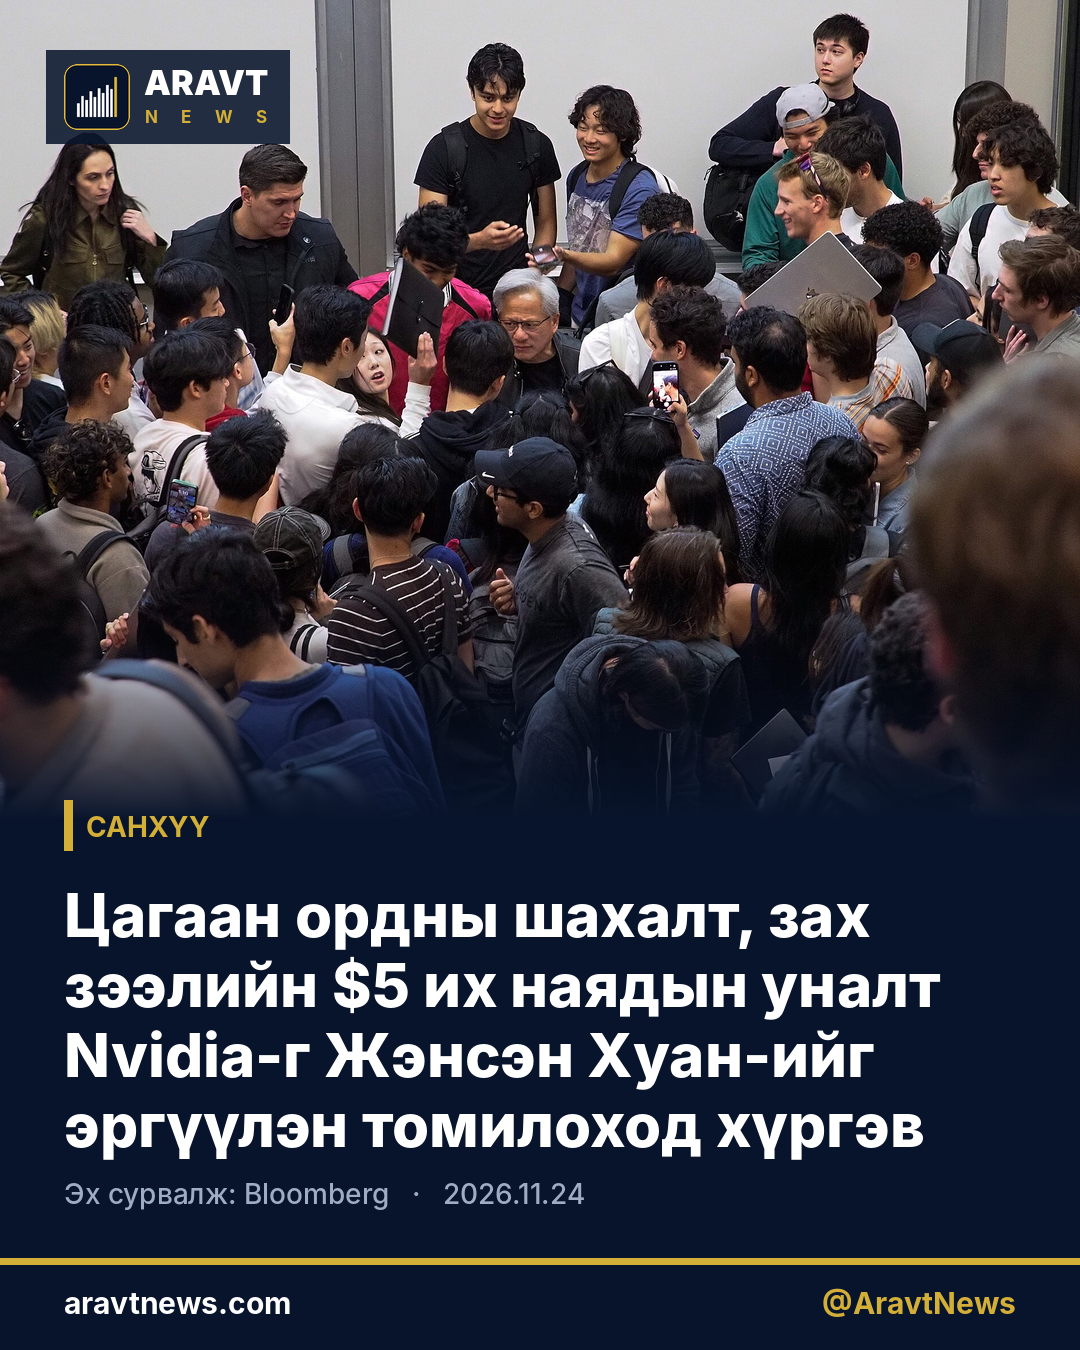 ARAVT
NEWS
САНХҮҮ
Цагаан ордны шахалт, зах
зээлийн $5 их наядын уналт
Nvidia-г Жэнсэн Хуан-ийг
эргүүлэн томилоход хүргэв
Эх сурвалж: Bloomberg · 2026.11.24
aravtnews.com
@AravtNews